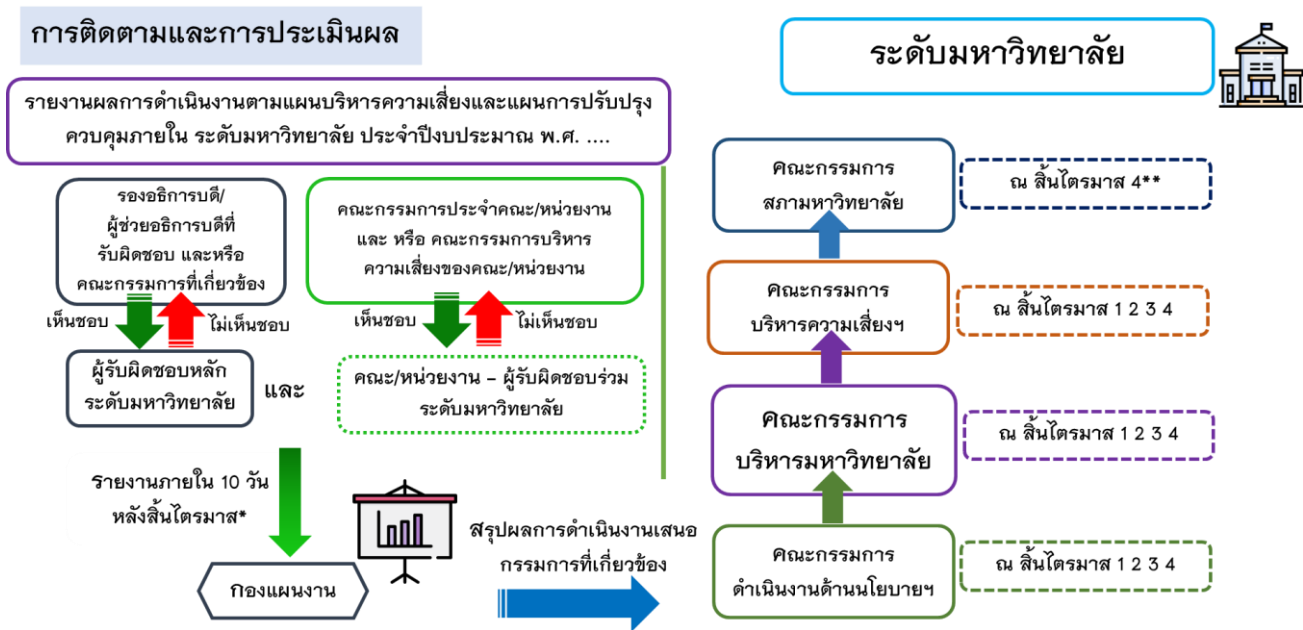 การติดตามและการประเมินผล
รายงานผลการดำเนินงานตามแผนบริหารความเสี่ยงและแผนการปรับปรุง
ควบคุมภายใน ระดับมหาวิทยาลัย ประจำปีงบประมาณ พ.ศ. ....
รองอธิการบดี/
ผู้ช่วยอธิการบดีที่
รับผิดชอบ และหรือ
คณะกรรมการที่เกี่ยวข้อง
คณะกรรมการประจำคณะ/หน่วยงาน
และ หรือ คณะกรรมการบริหาร
ความเสี่ยงของคณะ/หน่วยงาน
เห็นชอบ
ไม่เห็นชอบ
เห็นชอบ
ไม่เห็นชอบ
ผู้รับผิดชอบหลัก
ระดับมหาวิทยาลัย
และ
คณะ/หน่วยงาน – ผู้รับผิดชอบร่วม
ระดับมหาวิทยาลัย
รายงานภายใน 10 วัน
หลังสิ้นไตรมาส*
กองแผนงาน
สรุปผลการดำเนินงานเสนอ
กรรมการที่เกี่ยวข้อง
ระดับมหาวิทยาลัย
คณะกรรมการ
สภามหาวิทยาลัย
ณ สิ้นไตรมาส 4**
คณะกรรมการ
บริหารความเสี่ยงฯ
ณ สิ้นไตรมาส 1 2 3 4
คณะกรรมการ
บริหารมหาวิทยาลัย
ณ สิ้นไตรมาส 1 2 3 4
คณะกรรมการ
ดำเนินงานด้านนโยบายฯ
ณ สิ้นไตรมาส 1 2 3 4